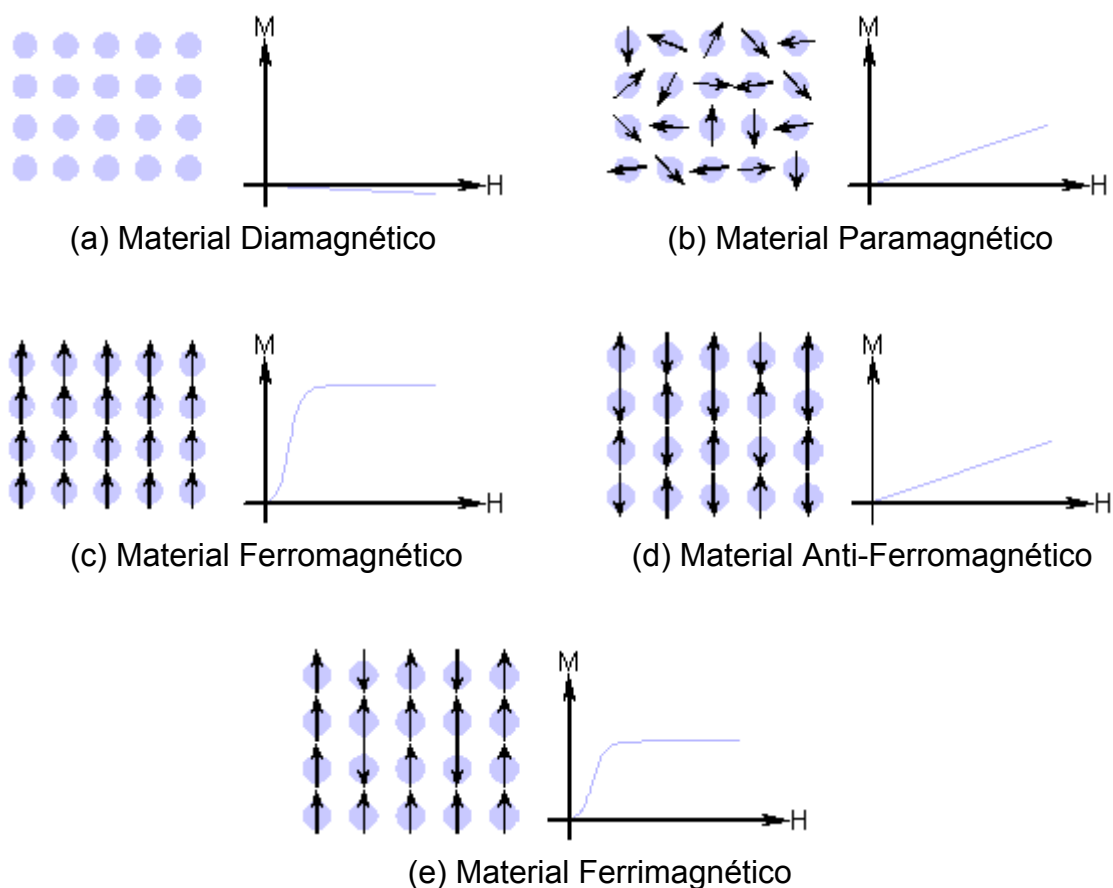 M
H
(a) Material Diamagnético
M
H
(b) Material Paramagnético
M
H
(c) Material Ferromagnético
M
H
(d) Material Anti-Ferromagnético
M
H
(e) Material Ferrimagnético